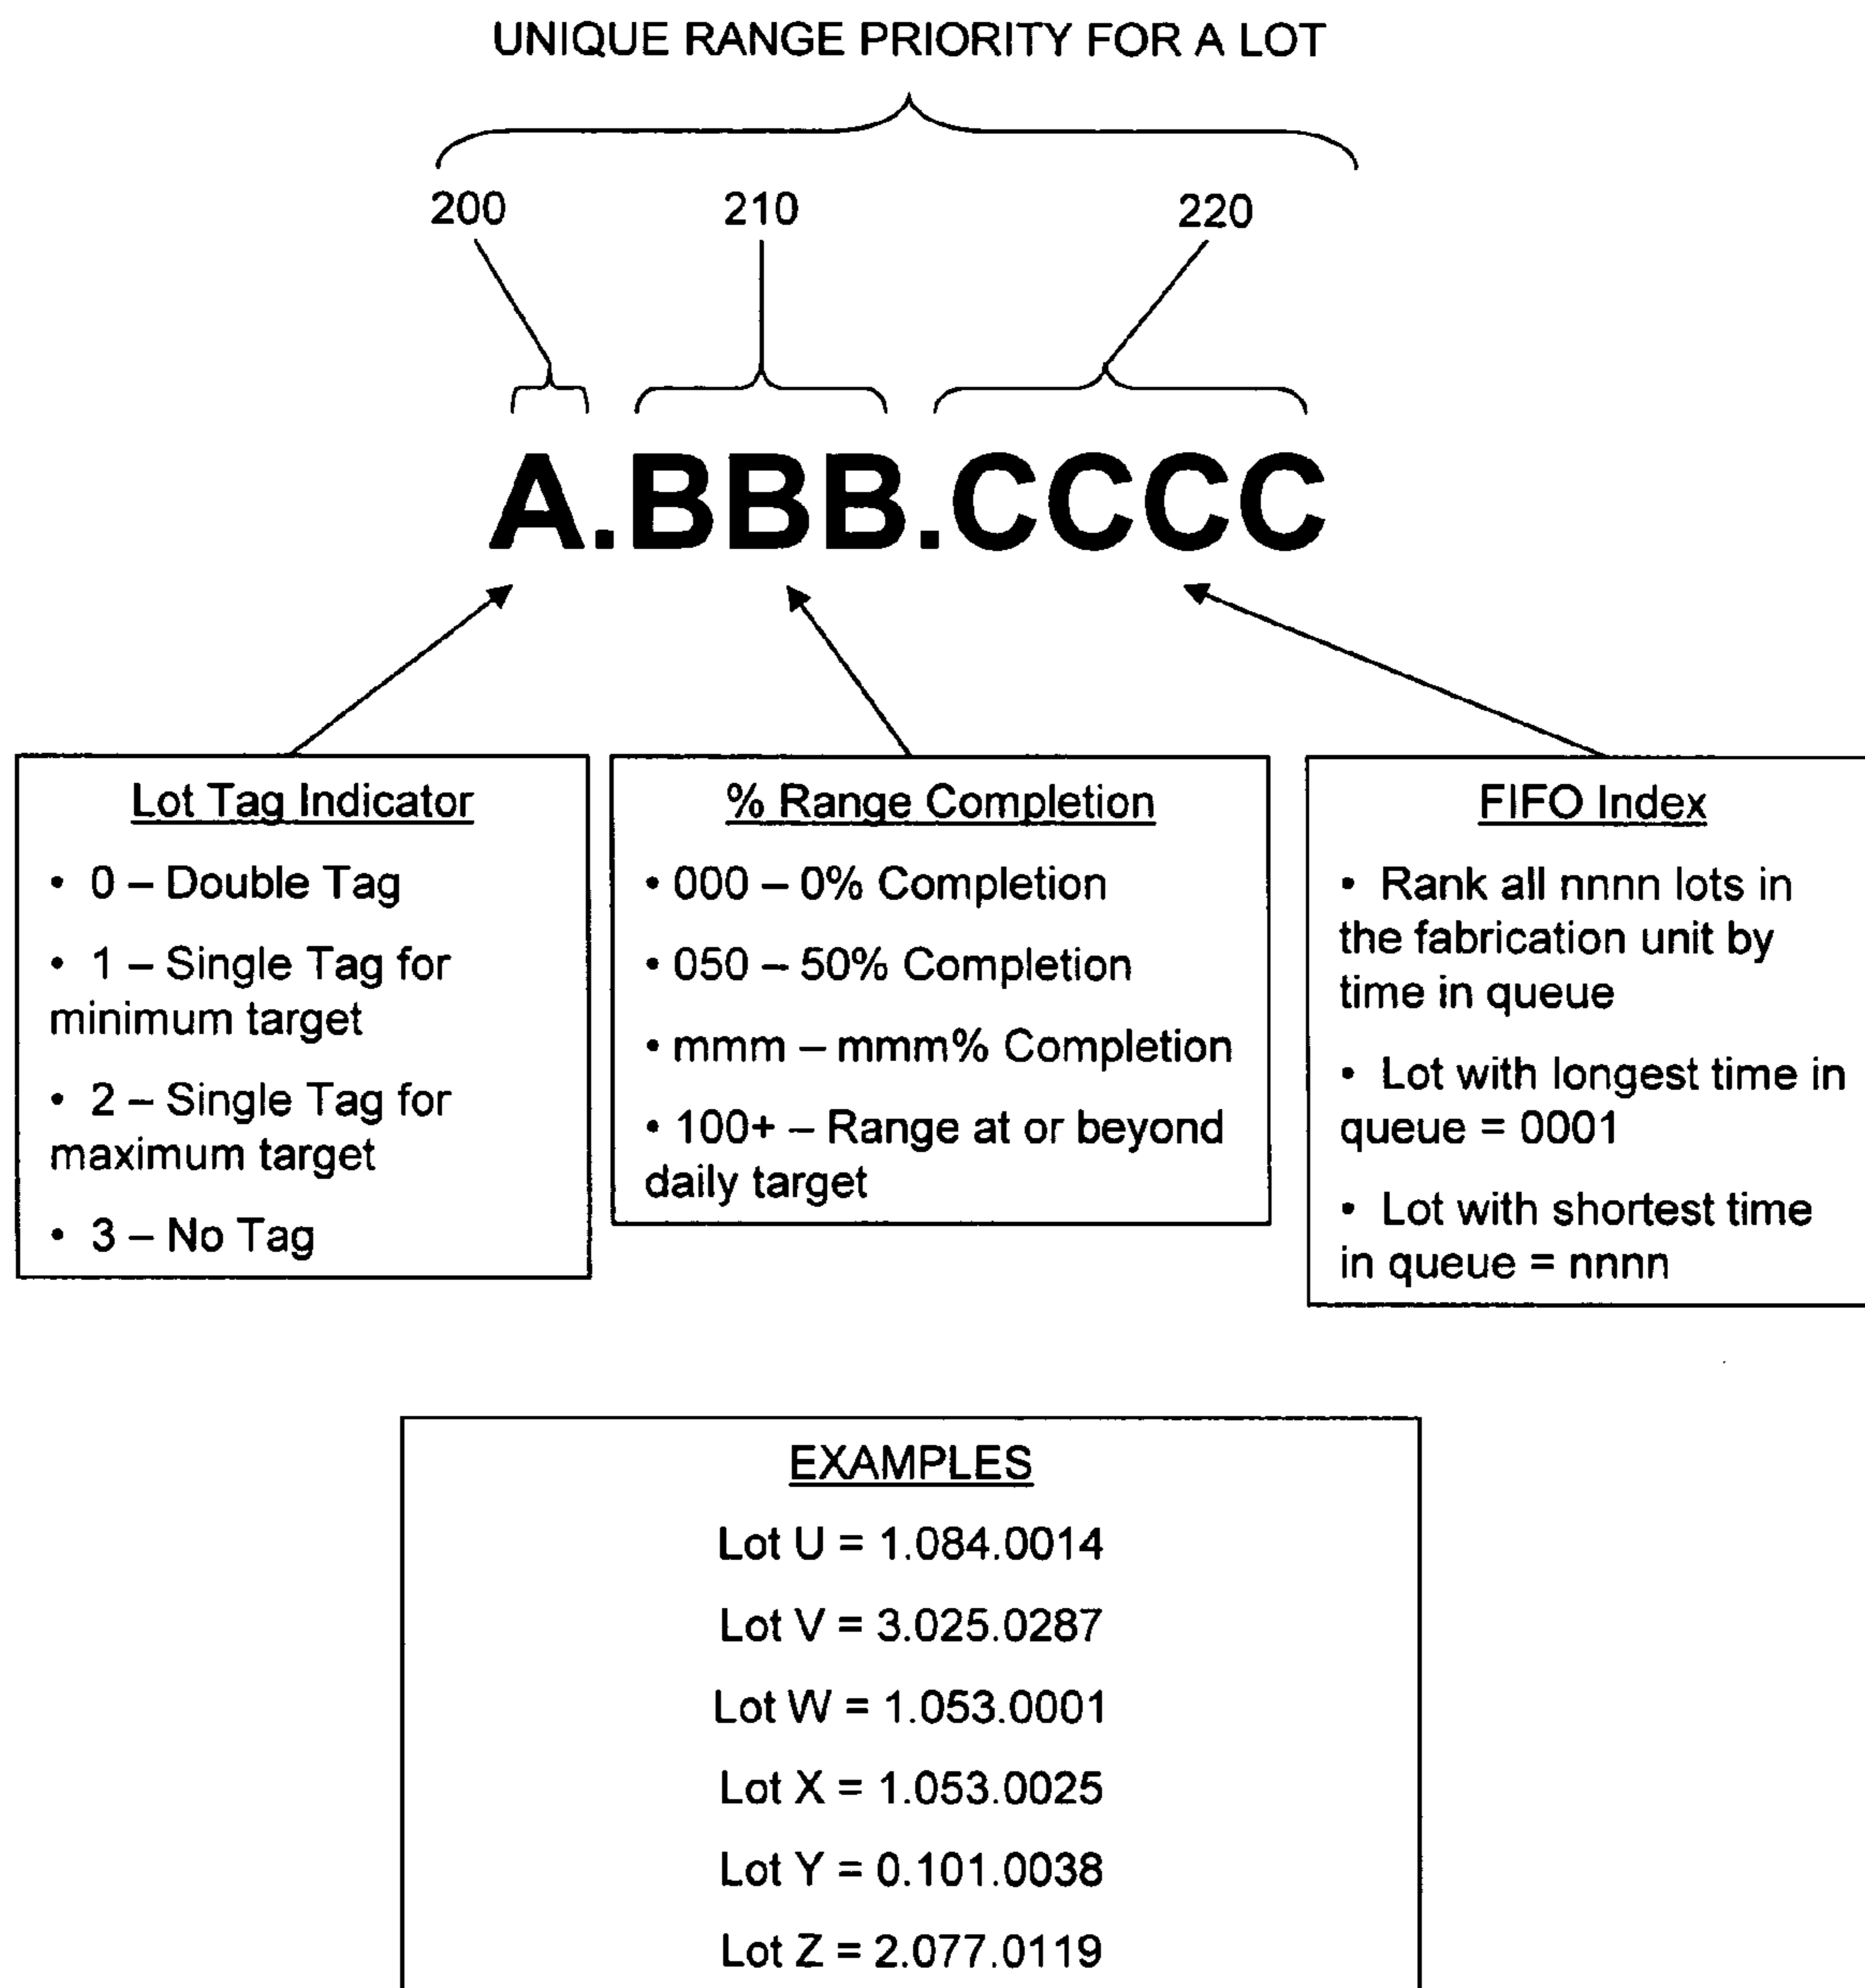 UNIQUE RANGE PRIORITY FOR A LOT
200
210
220
A.BBB.CCCC
Lot Tag Indicator
• 0 – Double Tag
• 1 – Single Tag for
minimum target
• 2 – Single Tag for
maximum target
• 3 – No Tag
% Range Completion
• 000 – 0% Completion
• 050 – 50% Completion
• mmm – mmm% Completion
• 100+ – Range at or beyond
daily target
FIFO Index
• Rank all nnnn lots in
the fabrication unit by
time in queue
• Lot with longest time in
queue = 0001
• Lot with shortest time
in queue = nnnn
EXAMPLES
Lot U = 1.084.0014
Lot V = 3.025.0287
Lot W = 1.053.0001
Lot X = 1.053.0025
Lot Y = 0.101.0038
Lot Z = 2.077.0119